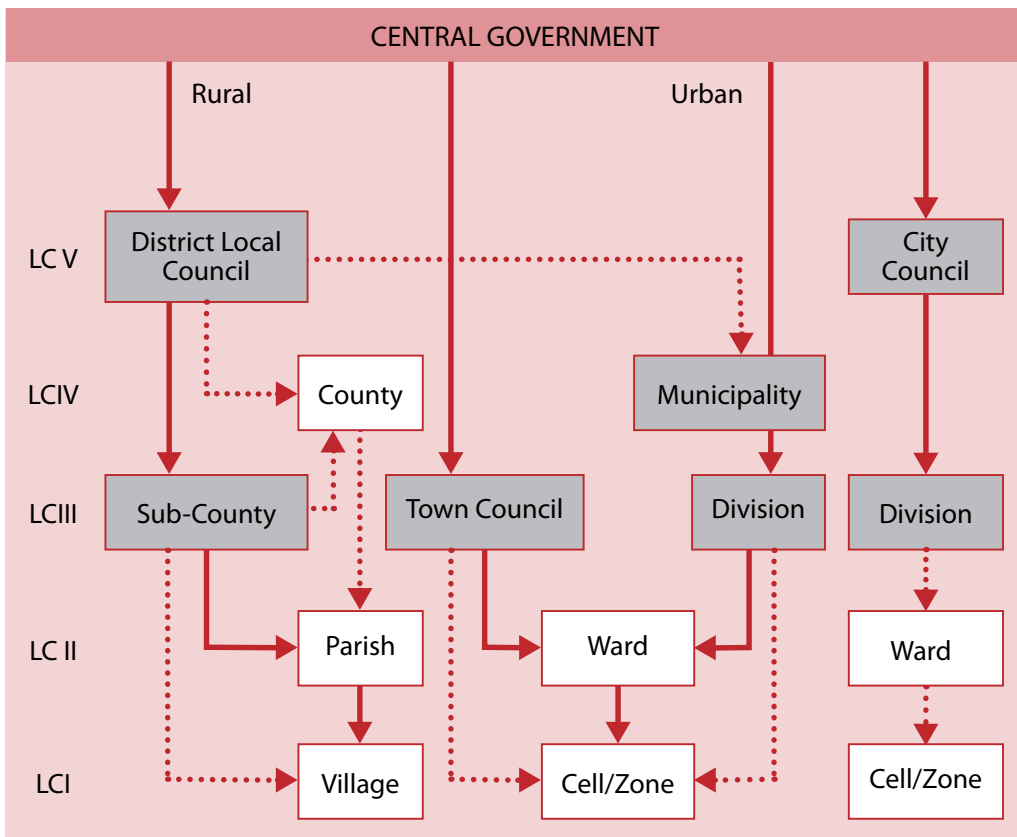 CENTRAL GOVERNMENT
Rural
Urban
LC V
District Local
Council
City
Council
LCIV
County
Municipality
LCIII
Sub-County
Town Council
Division
Division
LC II
Parish
Ward
Ward
LCI
Village
Cell/Zone
Cell/Zone